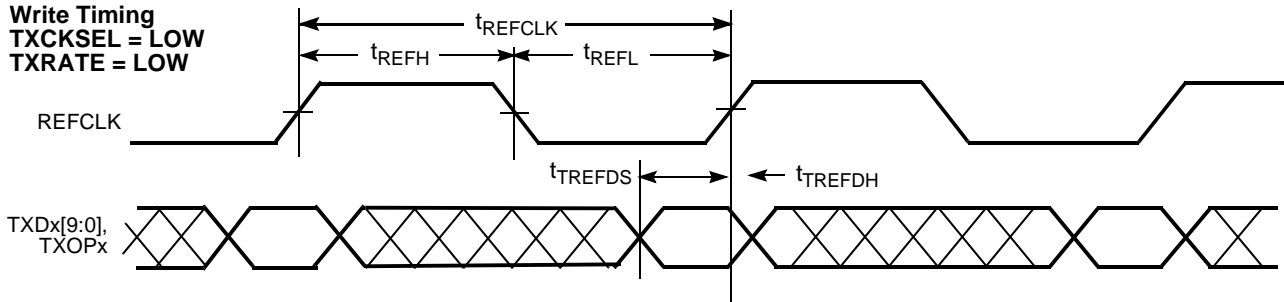 Write Timing
TXCKSEL = LOW
TXRATE = LOW
tREFCLK
tREFH
tREFL
REFCLK
tTREFDS
tTREFDH
TXDx[9:0],
TXOPx